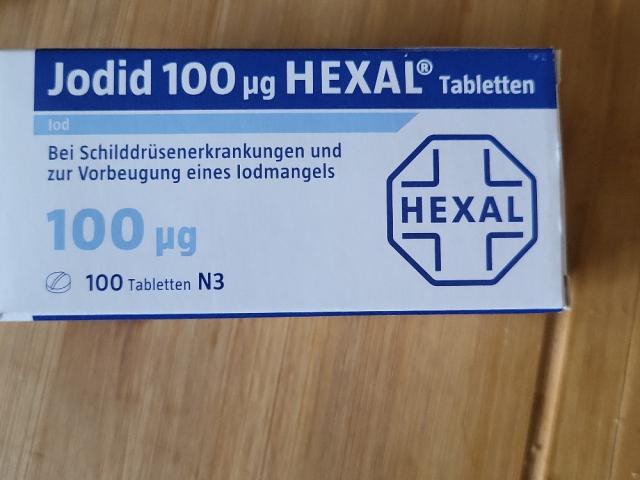 Jodid 100 µg HEXAL® Tabletten
Iod
Bei Schilddrüsenerkrankungen und
zur Vorbeugung eines Iodmangels
HEXAL
100 µg
100 Tabletten N3